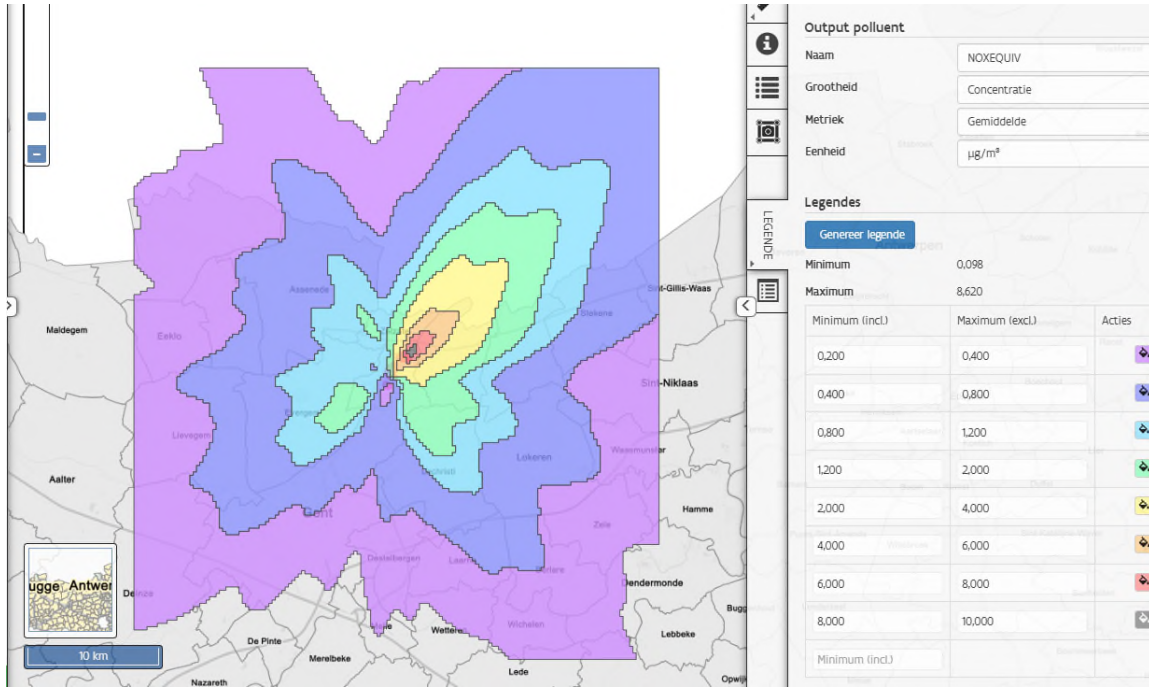 Assenede
Eeklo
Maldegem
Stekene
Sint-Gillis-Waas
Sint-Niklaas
Lievegem
Lokeren
Waasmunster
Aalter
Gent
Hamme
Zele
Destelbergen
Dendermonde
Deinze
De Pinte
Wetteren
Wichelen
Lebbeke
Merelbeke
Lede
Nazareth
Opwij
ugge Antwer
10 km
LEGENDE
Output polluent
Naam NOXEQUIV
Grootheid Concentratie
Metriek Gemiddelde
Eenheid µg/m³
Legendes
Genereer legende
Minimum 0,098
Maximum 8,620
Minimum (incl.) Maximum (excl.) Acties
0,200 0,400
0,400 0,800
0,800 1,200
1,200 2,000
2,000 4,000
4,000 6,000
6,000 8,000
8,000 10,000
Minimum (incl.)